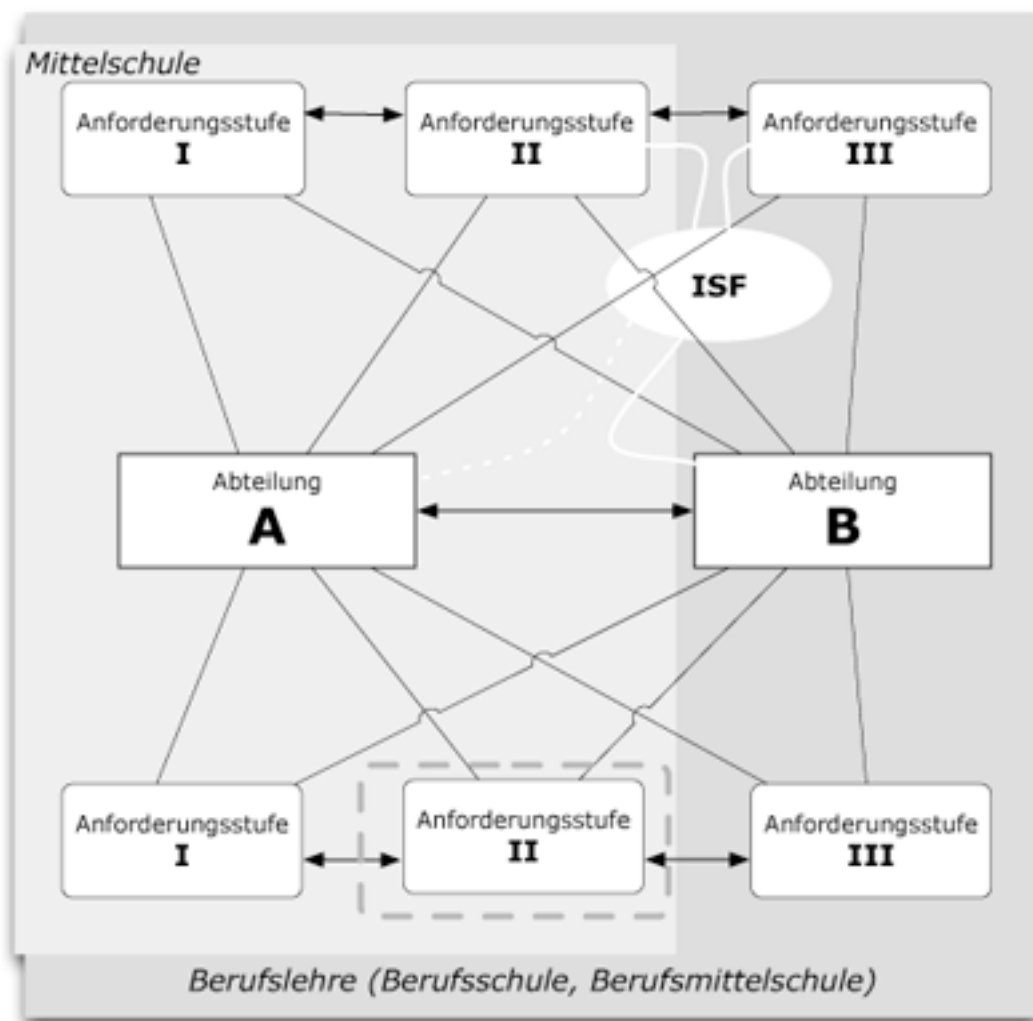 Mittelschule
Anforderungsstufe
I
Anforderungsstufe
II
Anforderungsstufe
III
ISF
Abteilung
A
Abteilung
B
Anforderungsstufe
I
Anforderungsstufe
II
Anforderungsstufe
III
Berufslehre (Berufsschule, Berufsmittelschule)